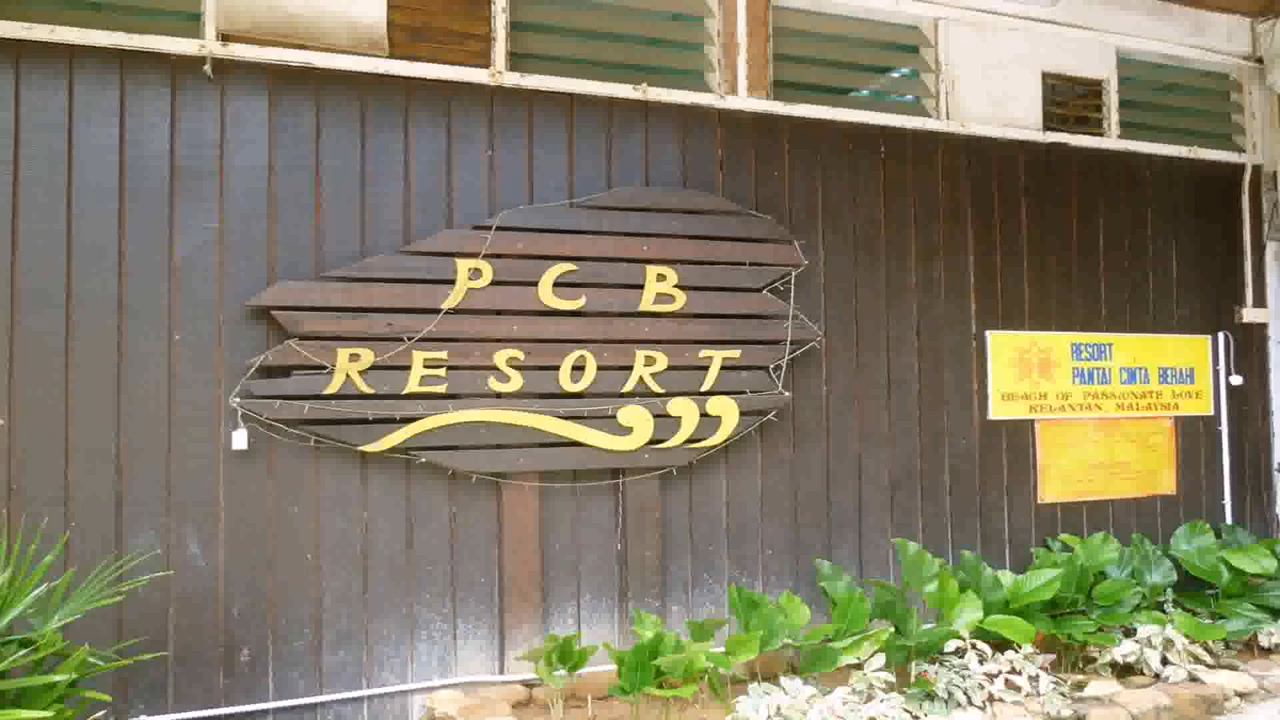 PCB
RESORT
RESORT
PANTAI CINTA BERAHI
BEACH OF PASSIONATE LOVE
KELANTAN, MALAYSIA